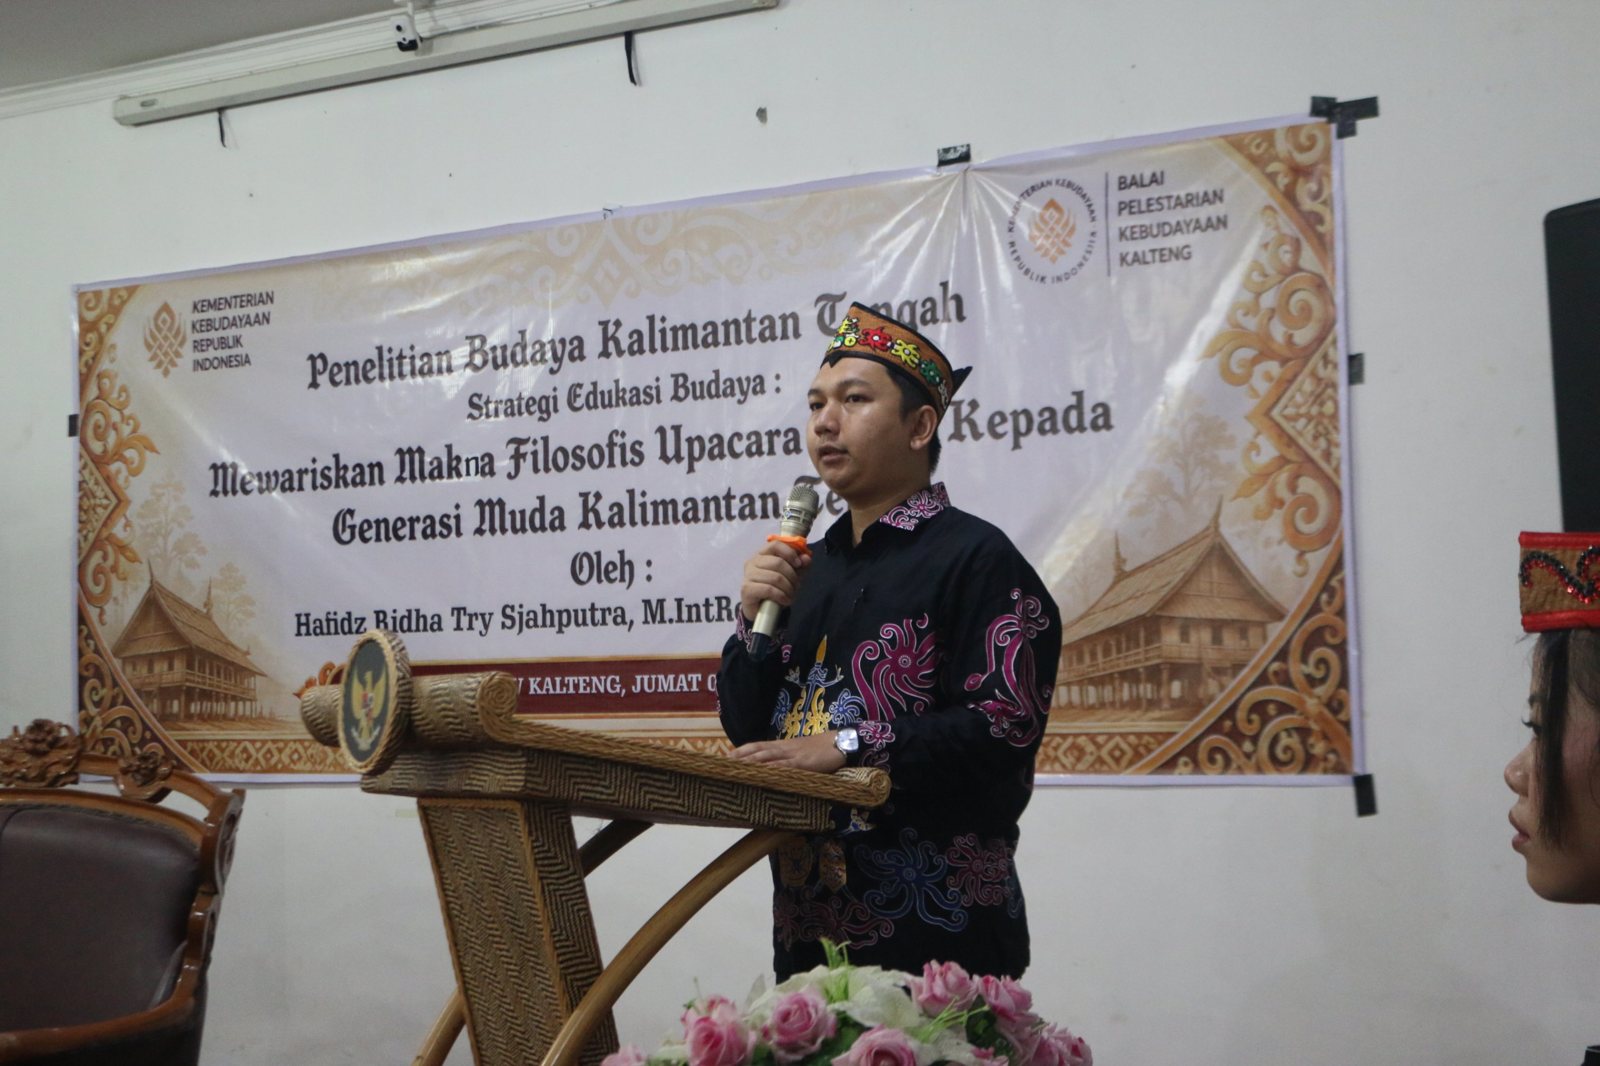 KEMENTERIAN
KEBUDAYAAN
REPUBLIK
INDONESIA
KEMENTERIAN KEBUDAYAAN
REPUBLIK INDONESIA
BALAI
PELESTARIAN
KEBUDAYAAN
KALTENG
Penelitian Budaya Kalimantan
Strategi Edukasi Budaya :
Mewariskan Makna Filosofis Upacara Kepada
Generasi Muda Kalimantan
Oleh :
Hafidz Ridha Try Sjahputra,
KALTENG, JUMAT